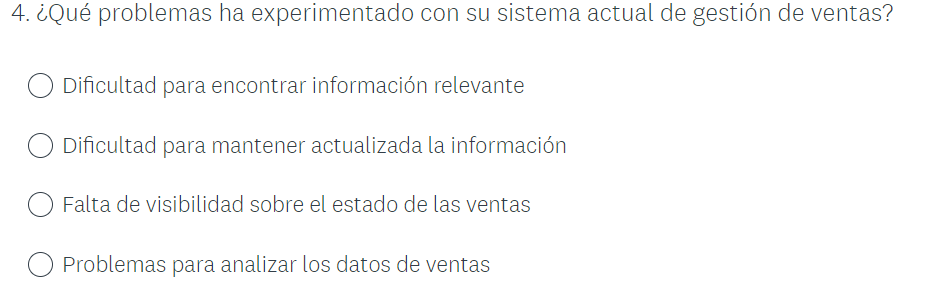 4. ¿Qué problemas ha experimentado con su sistema actual de gestión de ventas?
Dificultad para encontrar información relevante
Dificultad para mantener actualizada la información
Falta de visibilidad sobre el estado de las ventas
Problemas para analizar los datos de ventas